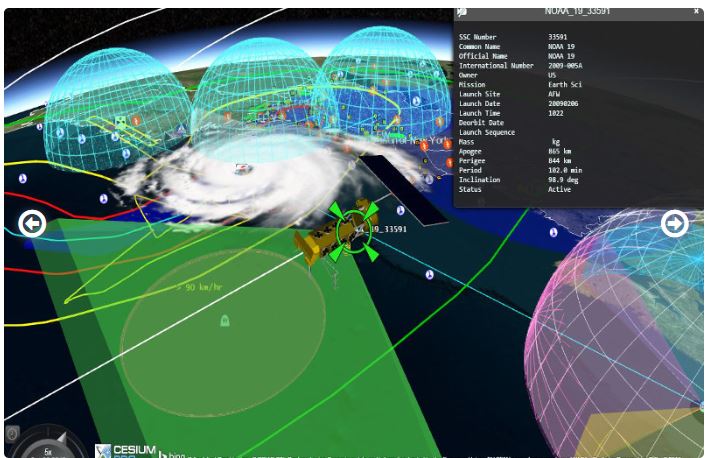 NOAA_19_33591 ×
SSC Number 33591
Common Name NOAA 19
Official Name NOAA 19
International Number 2009-005A
Owner US
Mission Earth Sci
Launch Site AFW
Launch Date 20090206
Launch Time 1022
Deorbit Date
Launch Sequence
Mass kg
Apogee 865 km
Perigee 844 km
Period 102.0 min
Inclination 98.9 deg
Status Active
19_33591
> 90 km/hr
5x
CESIUM
bing